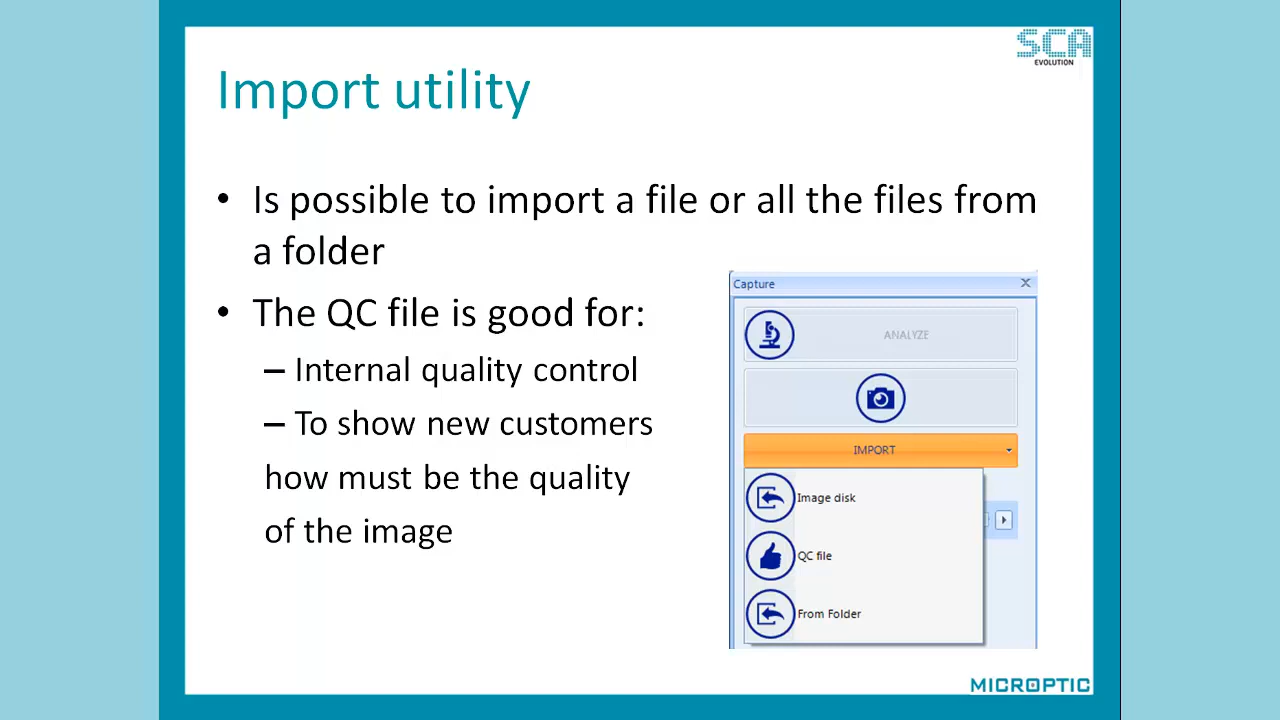 SCA
EVOLUTION
Import utility
• Is possible to import a file or all the files from
a folder
• The QC file is good for:
– Internal quality control
– To show new customers
how must be the quality
of the image
Capture
ANALYZE
IMPORT
Image disk
QC file
From Folder
MICROPTIC